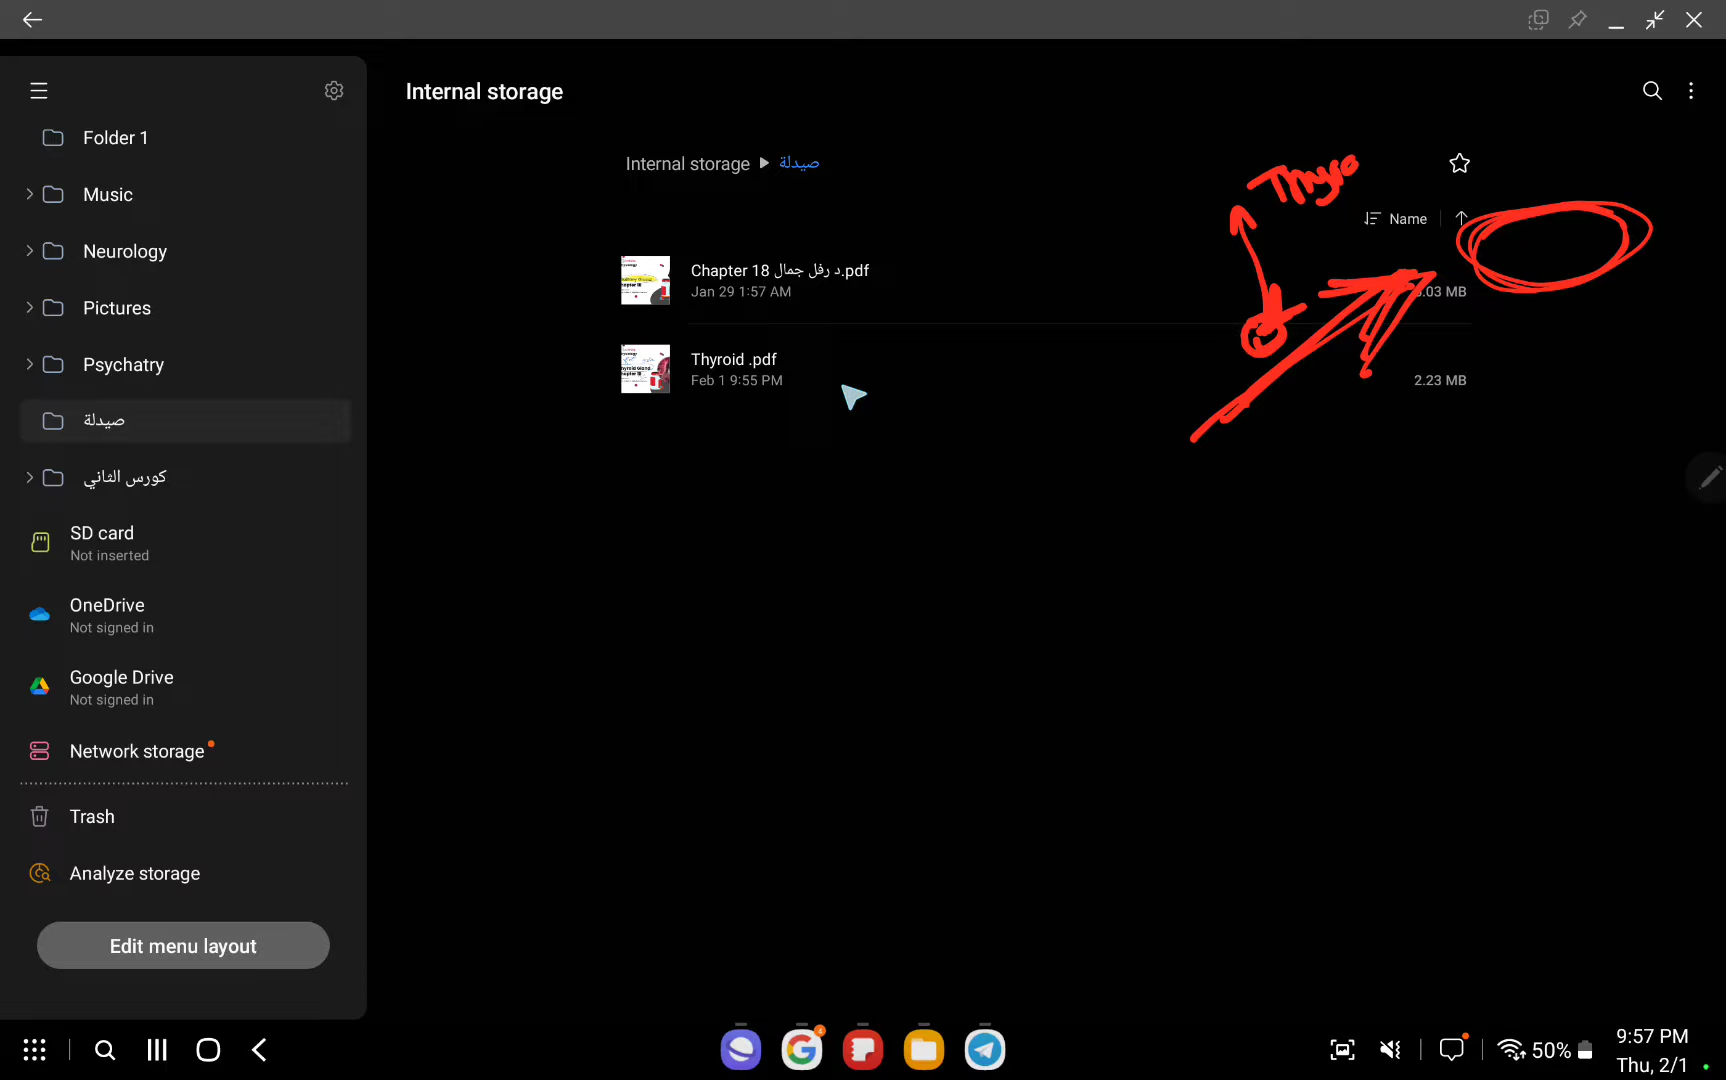 Internal storage
Folder 1
Music
Neurology
Pictures
Psychatry
صيدلة
كورس الثاني
SD card
Not inserted
OneDrive
Not signed in
Google Drive
Not signed in
Network storage
Trash
Analyze storage
Edit menu layout
Internal storage ▶ صيدلة
Thyro
Name
Chapter 18 د رفل جمال.pdf
Jan 29 1:57 AM
.03 MB
Thyroid .pdf
Feb 1 9:55 PM
2.23 MB
4
50%
9:57 PM
Thu, 2/1